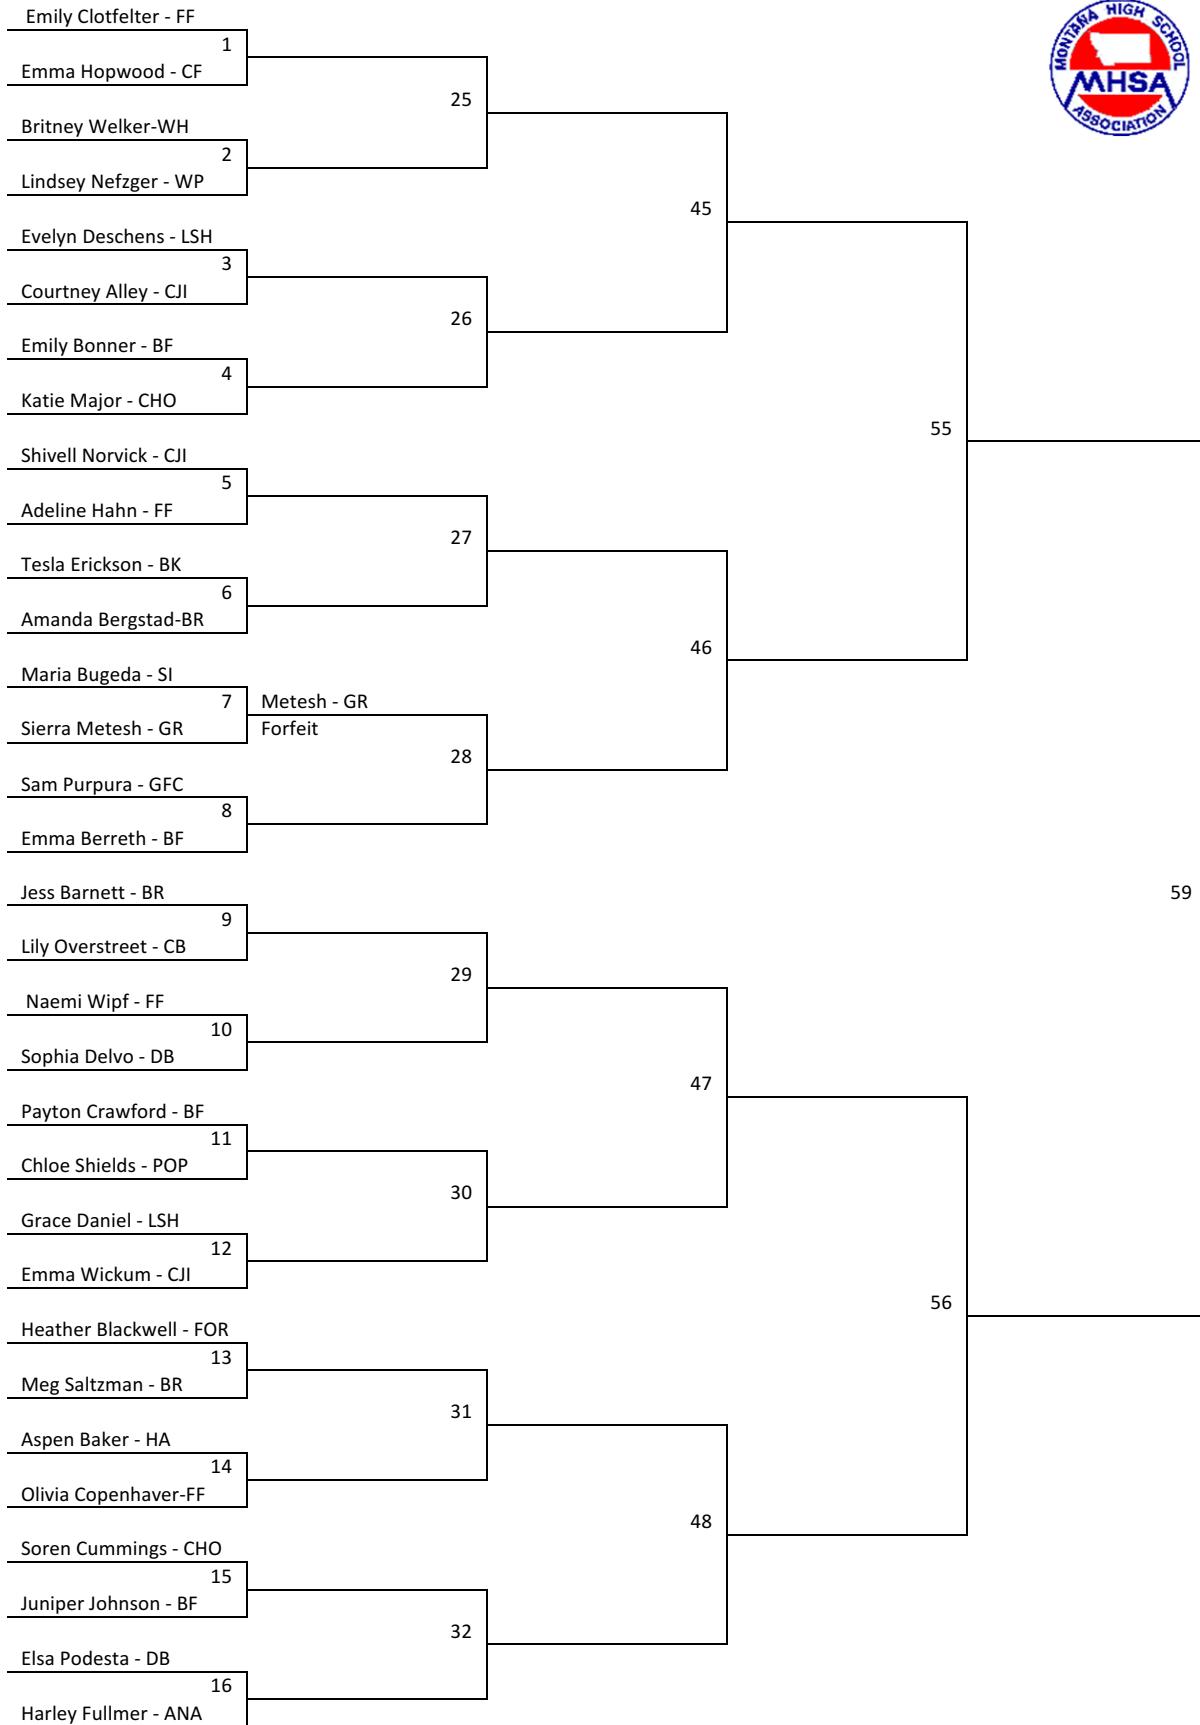 Emily Clotfelter - FF
MONTANA HIGH SCHOOL
MHSA
ASSOCIATION
1
Emma Hopwood - CF
25
Britney Welker-WH
2
Lindsey Nefzger - WP
45
Evelyn Deschens - LSH
3
Courtney Alley - CJI
26
Emily Bonner - BF
4
Katie Major - CHO
55
Shivell Norvick - CJI
5
Adeline Hahn - FF
27
Tesla Erickson - BK
6
Amanda Bergstad-BR
46
Maria Bugeda - SI
7
Metesh - GR
Sierra Metesh - GR
Forfeit
28
Sam Purpura - GFC
8
Emma Berreth - BF
Jess Barnett - BR
59
9
Lily Overstreet - CB
29
Naemi Wipf - FF
10
Sophia Delvo - DB
47
Payton Crawford - BF
11
Chloe Shields - POP
30
Grace Daniel - LSH
12
Emma Wickum - CJI
56
Heather Blackwell - FOR
13
Meg Saltzman - BR
31
Aspen Baker - HA
14
Olivia Copenhaver-FF
48
Soren Cummings - CHO
15
Juniper Johnson - BF
32
Elsa Podesta - DB
16
Harley Fullmer - ANA